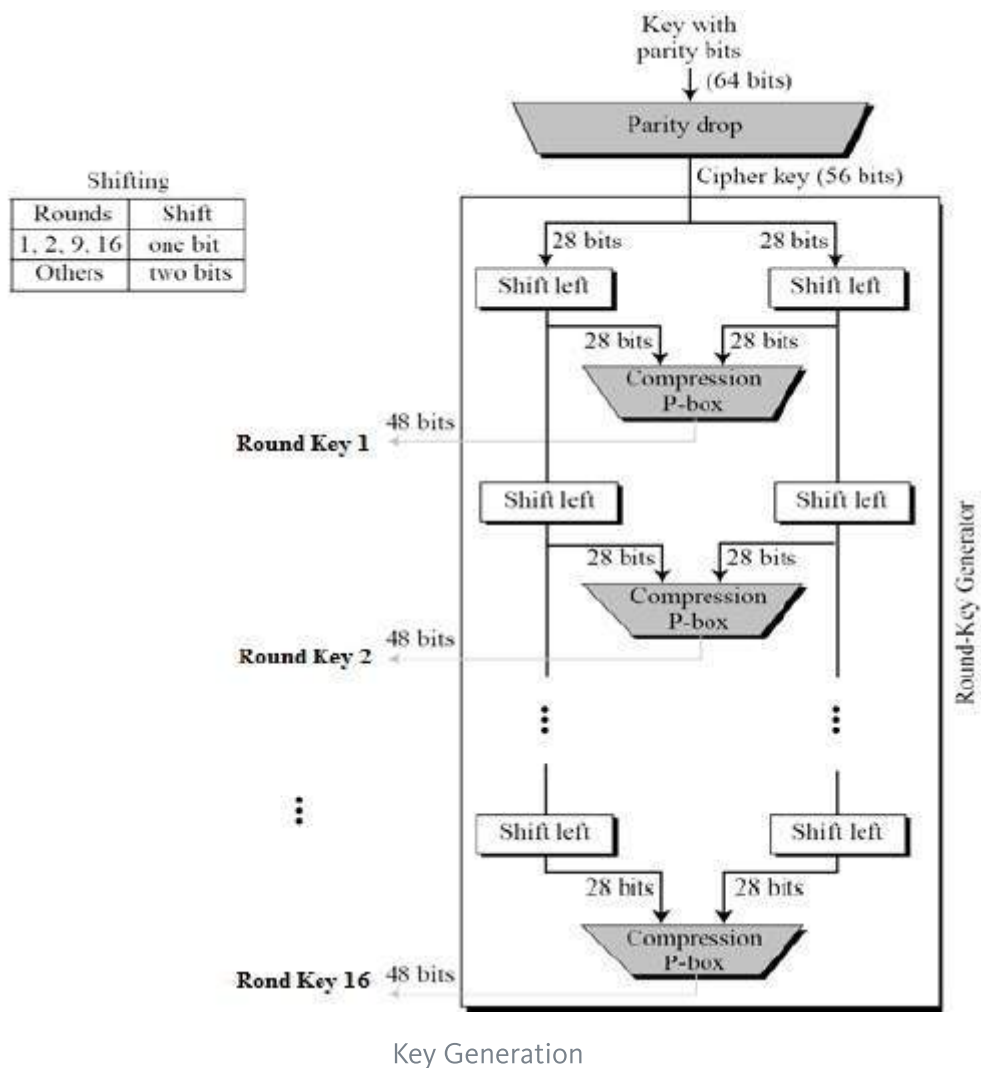 Key with
parity bits
(64 bits)
Parity drop
Cipher key (56 bits)
Shifting
Rounds Shift
1, 2, 9, 16 one bit
Others two bits
28 bits 28 bits
Shift left Shift left
28 bits 28 bits
Compression
P-box
48 bits
Round Key 1
Shift left Shift left
28 bits 28 bits
Compression
P-box
48 bits
Round Key 2
Round-Key Generator
Shift left Shift left
28 bits 28 bits
Compression
P-box
48 bits
Rond Key 16
Key Generation